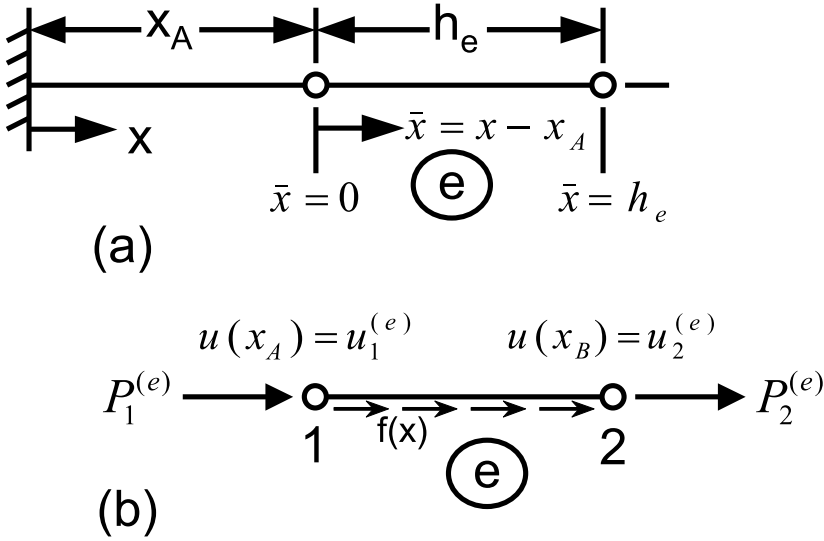 x_A h_e
x x̄ = x − x_A
x̄ = 0 e x̄ = h_e
(a)
u(x_A) = u_1^(e) u(x_B) = u_2^(e)
P_1^(e) P_2^(e)
1 f(x) 2
e
(b)